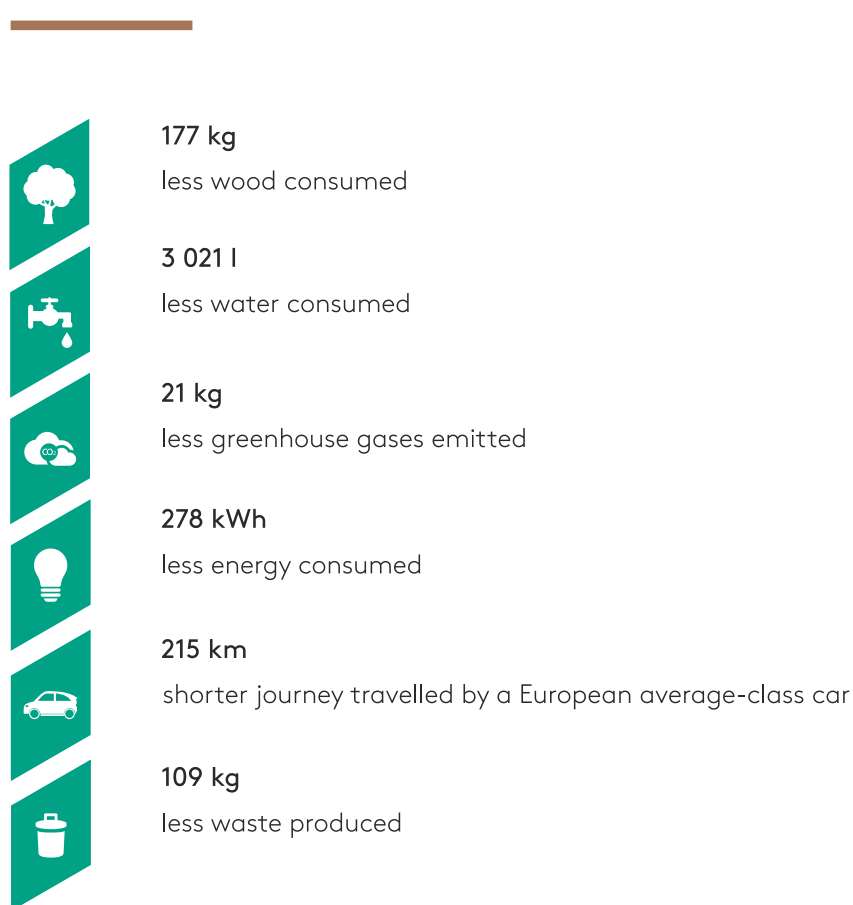 177 kg
less wood consumed
3 021 l
less water consumed
CO₂
21 kg
less greenhouse gases emitted
278 kWh
less energy consumed
215 km
shorter journey travelled by a European average-class car
109 kg
less waste produced